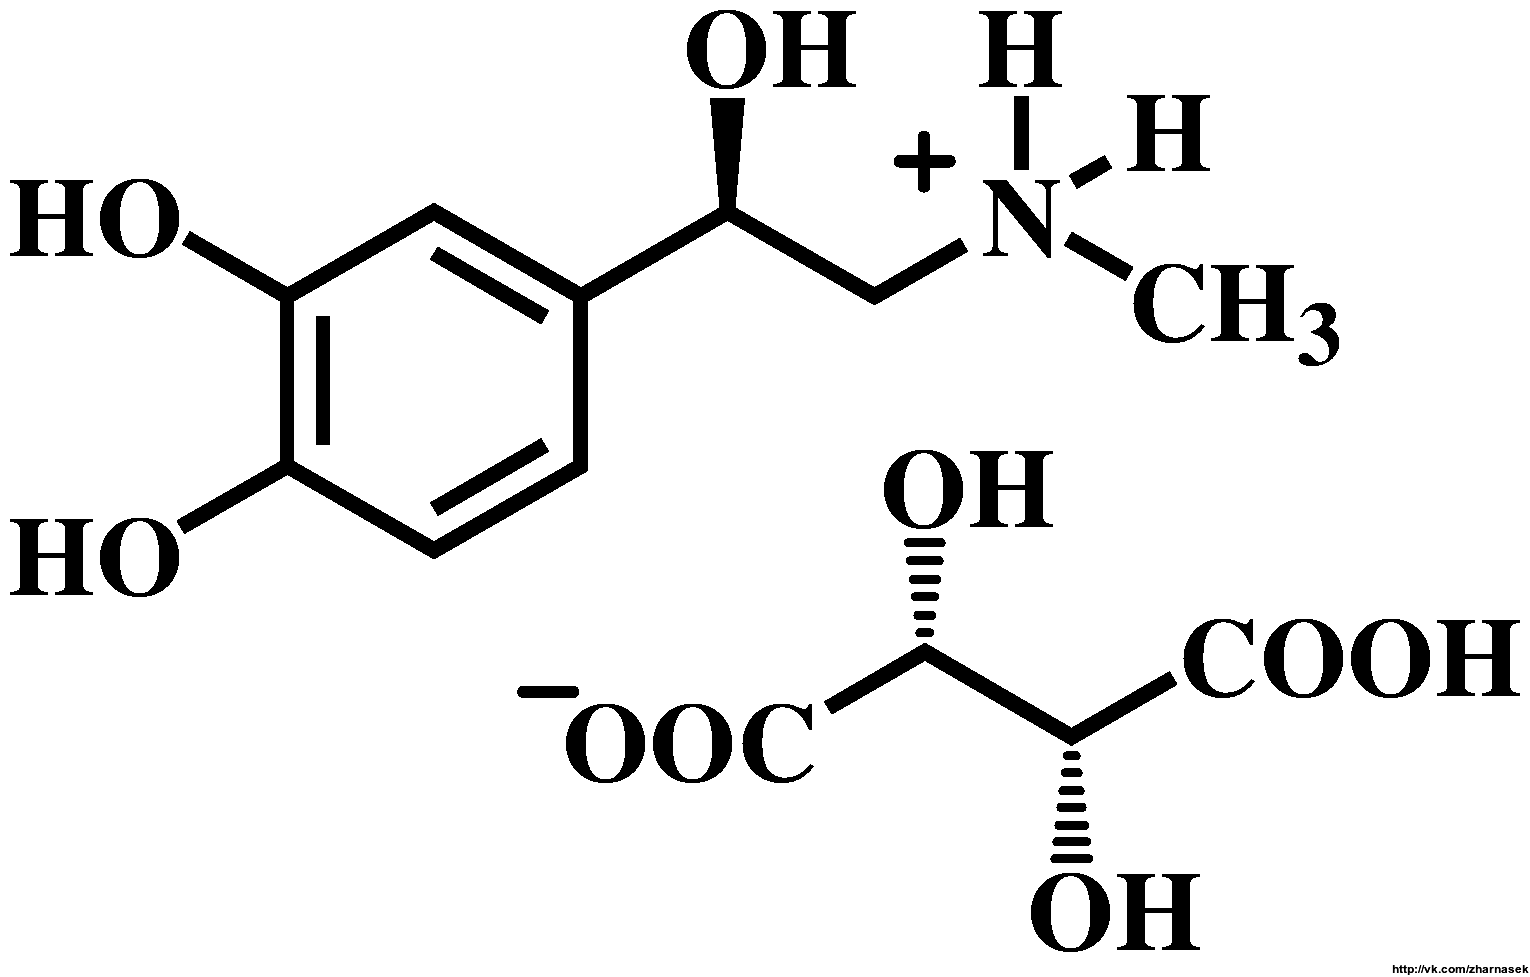 OH
H
H
+
HO
N
CH3
OH
HO
COOH
−
OOC
OH
http://vk.com/zharnasek